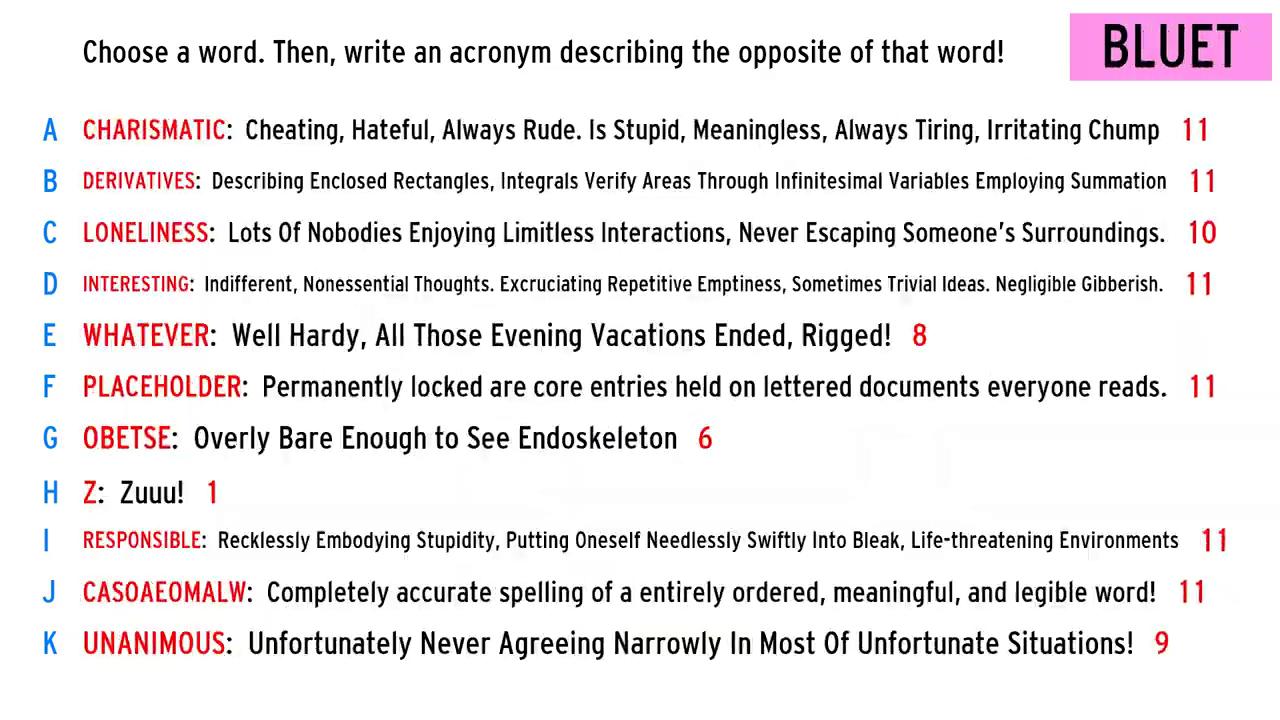 Choose a word. Then, write an acronym describing the opposite of that word!
BLUET
A CHARISMATIC: Cheating, Hateful, Always Rude. Is Stupid, Meaningless, Always Tiring, Irritating Chump 11
B DERIVATIVES: Describing Enclosed Rectangles, Integrals Verify Areas Through Infinitesimal Variables Employing Summation 11
C LONELINESS: Lots Of Nobodies Enjoying Limitless Interactions, Never Escaping Someone's Surroundings. 10
D INTERESTING: Indifferent, Nonessential Thoughts. Excruciating Repetitive Emptiness, Sometimes Trivial Ideas. Negligible Gibberish. 11
E WHATEVER: Well Hardy, All Those Evening Vacations Ended, Rigged! 8
F PLACEHOLDER: Permanently locked are core entries held on lettered documents everyone reads. 11
G OBETSE: Overly Bare Enough to See Endoskeleton 6
H Z: Zuuu! 1
I RESPONSIBLE: Recklessly Embodying Stupidity, Putting Oneself Needlessly Swiftly Into Bleak, Life-threatening Environments 11
J CASOAEOMALW: Completely accurate spelling of a entirely ordered, meaningful, and legible word! 11
K UNANIMOUS: Unfortunately Never Agreeing Narrowly In Most Of Unfortunate Situations! 9